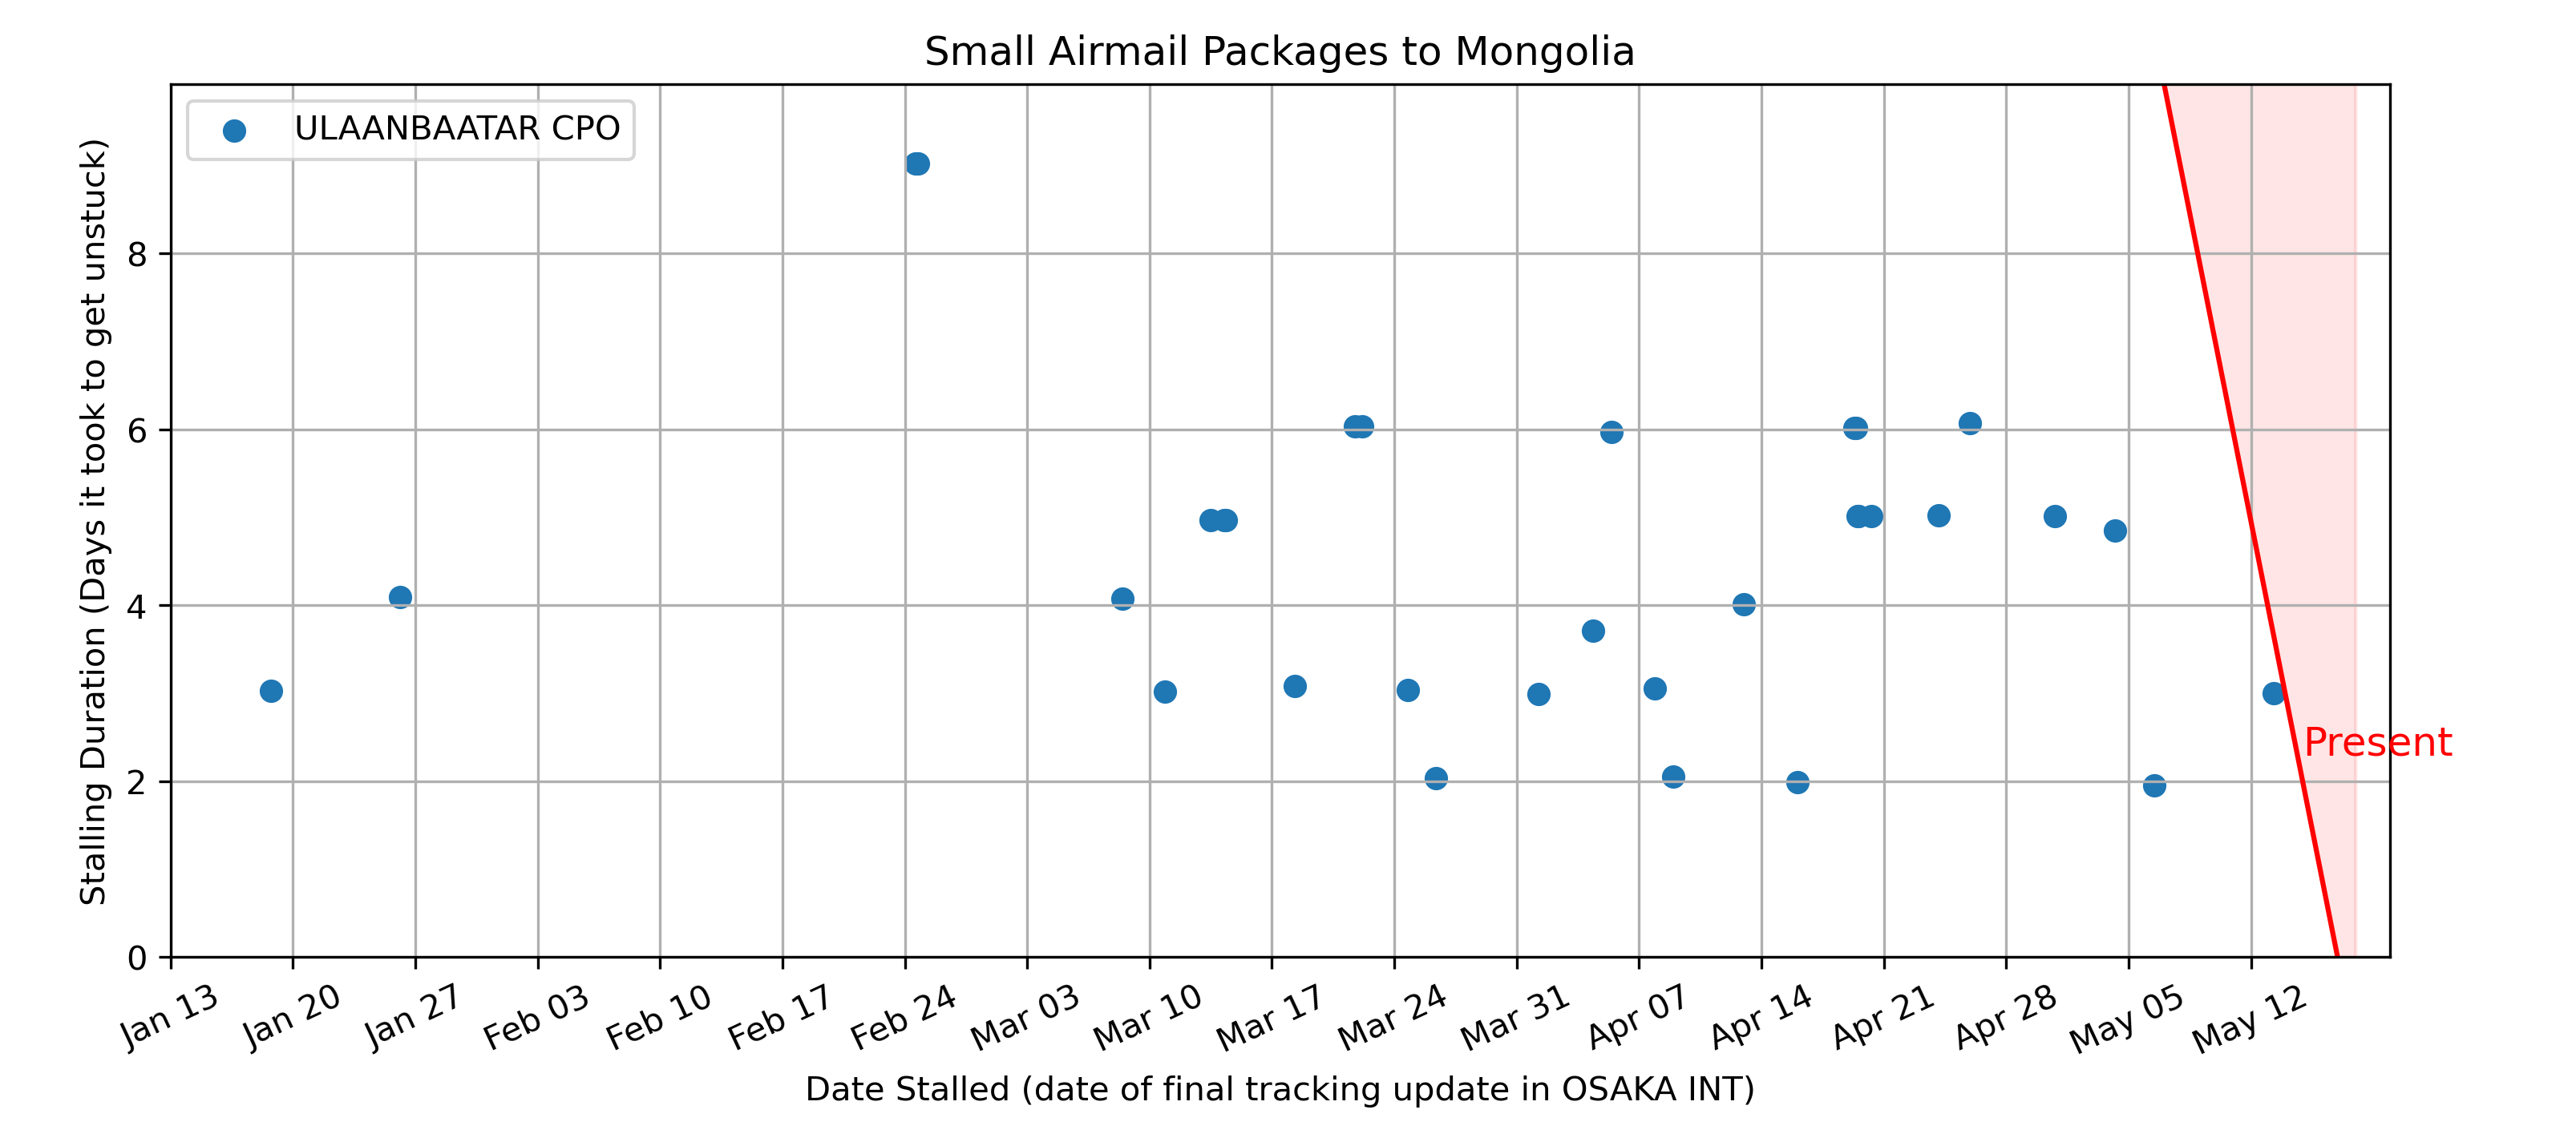 Small Airmail Packages to Mongolia
ULAANBAATAR CPO
Stalling Duration (Days it took to get unstuck)
8
6
4
2
0
Present
Jan 13
Jan 20
Jan 27
Feb 03
Feb 10
Feb 17
Feb 24
Mar 03
Mar 10
Mar 17
Mar 24
Mar 31
Apr 07
Apr 14
Apr 21
Apr 28
May 05
May 12
Date Stalled (date of final tracking update in OSAKA INT)